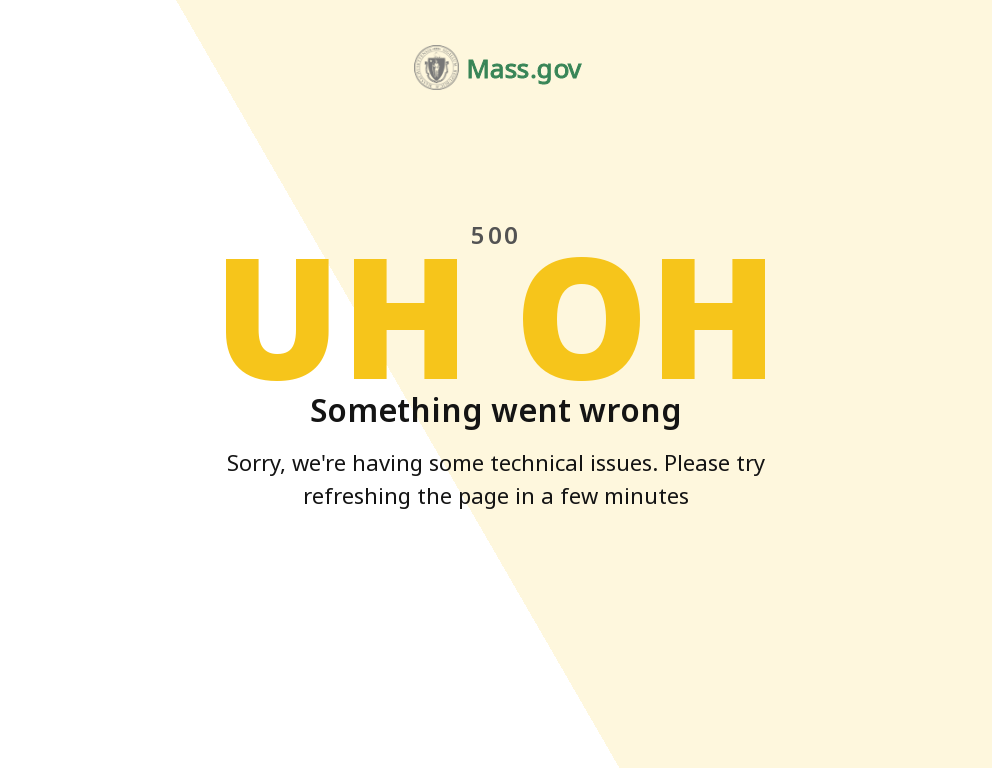 Mass.gov
500
UH OH
Something went wrong
Sorry, we're having some technical issues. Please try
refreshing the page in a few minutes